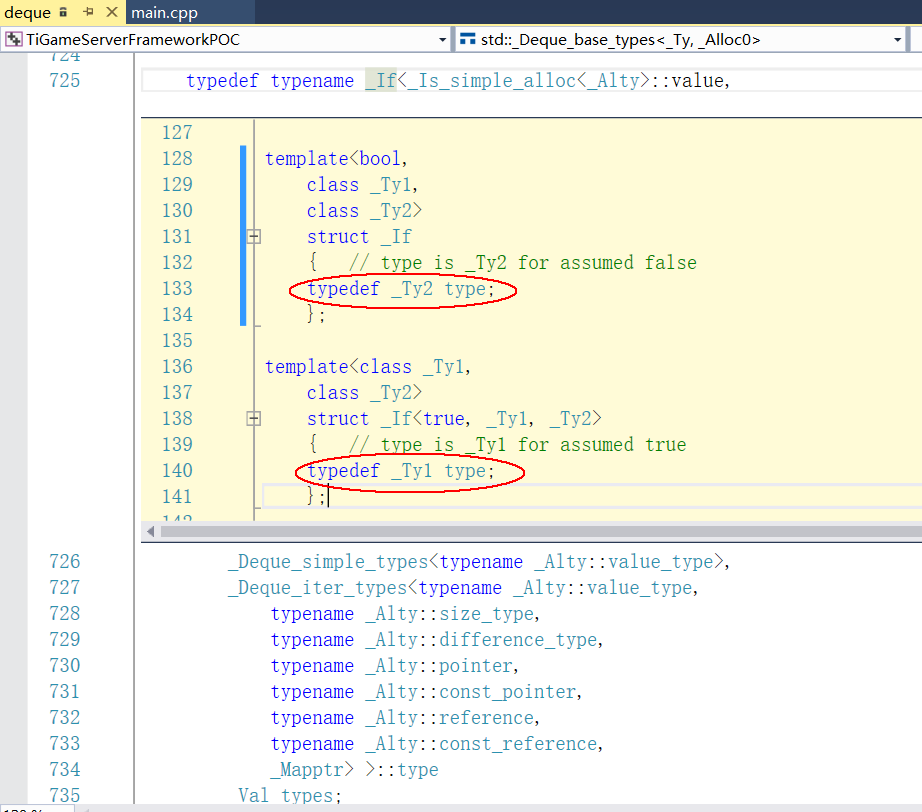 deque main.cpp
TiGameServerFrameworkPOC std::_Deque_base_types<_Ty, _Alloc0>
724
725 typedef typename _If<_Is_simple_alloc<_Alty>::value,
127
128 template<bool,
129 class _Ty1,
130 class _Ty2>
131 struct _If
132 { // type is _Ty2 for assumed false
133 typedef _Ty2 type;
134 };
135
136 template<class _Ty1,
137 class _Ty2>
138 struct _If<true, _Ty1, _Ty2>
139 { // type is _Ty1 for assumed true
140 typedef _Ty1 type;
141 };
142
726 _Deque_simple_types<typename _Alty::value_type>,
727 _Deque_iter_types<typename _Alty::value_type,
728 typename _Alty::size_type,
729 typename _Alty::difference_type,
730 typename _Alty::pointer,
731 typename _Alty::const_pointer,
732 typename _Alty::reference,
733 typename _Alty::const_reference,
734 _Mapptr> >::type
735 Val types;